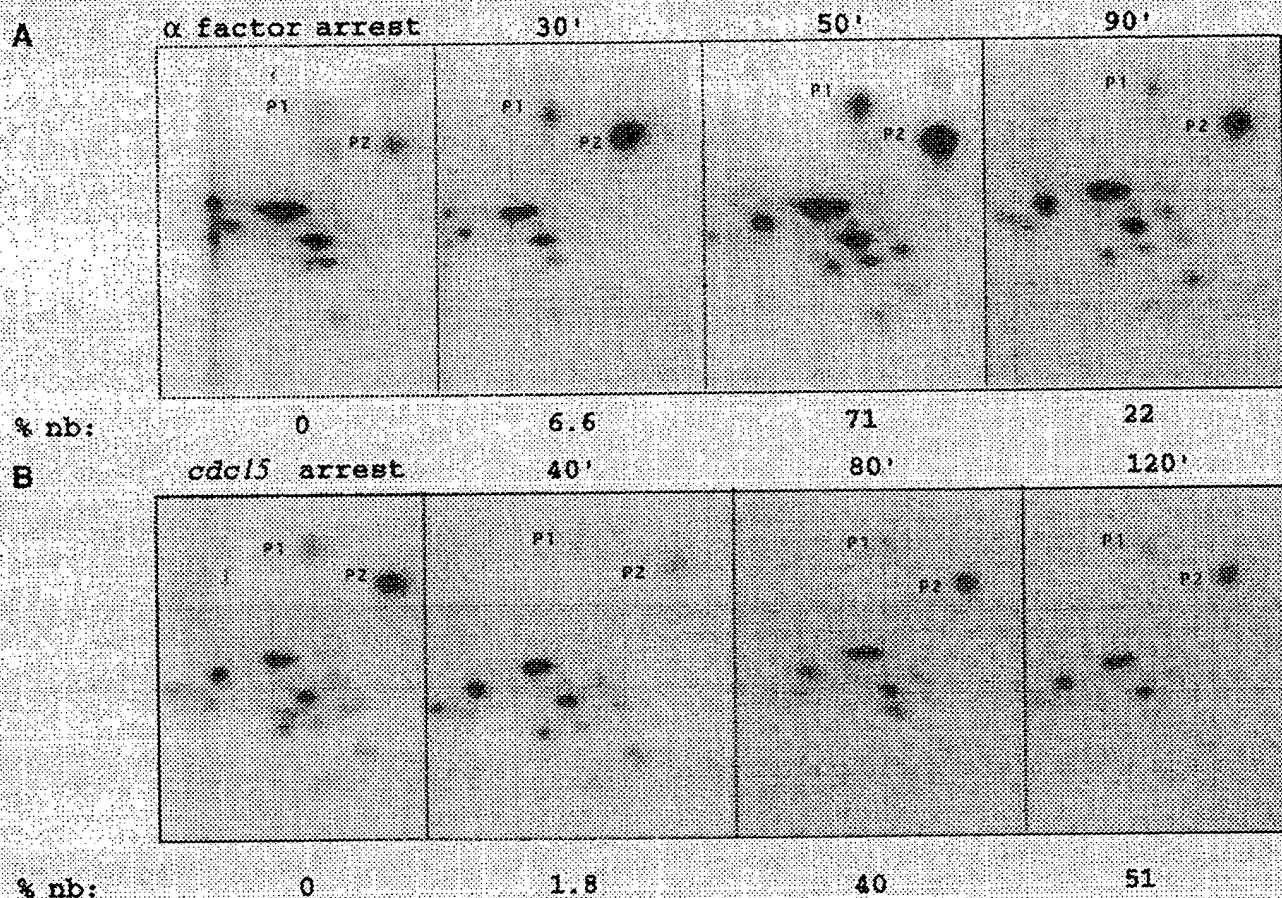 A
α factor arrest 30' 50' 90'
P1 P2 P1 P2 P1 P2 P1 P2
% nb: 0 6.6 71 22
B
cdc15 arrest 40' 80' 120'
P1 P2 P1 P2 P1 P2 P1 P2
% nb: 0 1.8 40 51